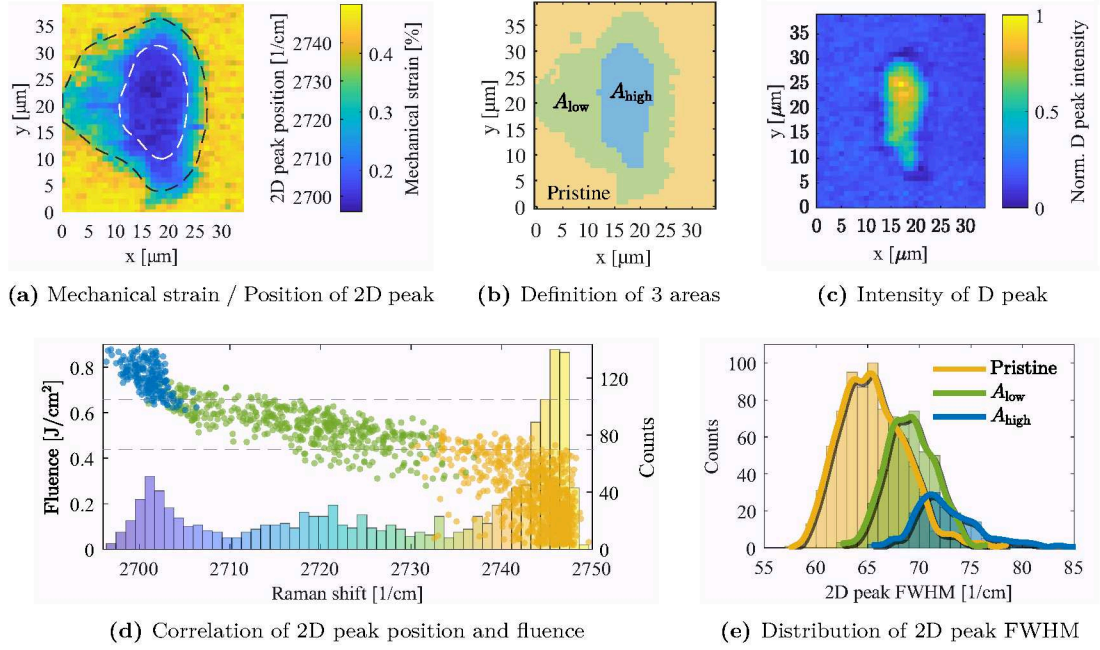 y [μm]
35
30
25
20
15
10
5
0
0 5 10 15 20 25 30
x [μm]
2740
2730
2720
2710
2700
2D peak position [1/cm]
0.4
0.3
0.2
Mechanical strain [%]
(a) Mechanical strain / Position of 2D peak
y [μm]
35
30
25
20
15
10
5
0
A_low
A_high
Pristine
0 5 10 15 20 25 30
x [μm]
(b) Definition of 3 areas
y [μm]
35
30
25
20
15
10
5
0
0 5 10 15 20 25 30
x [μm]
1
0.5
0
Norm. D peak intensity
(c) Intensity of D peak
Fluence [J/cm²]
0.8
0.6
0.4
0.2
0
120
80
40
0
Counts
2700 2710 2720 2730 2740 2750
Raman shift [1/cm]
(d) Correlation of 2D peak position and fluence
Counts
100
80
60
40
20
0
Pristine
A_low
A_high
55 60 65 70 75 80 85
2D peak FWHM [1/cm]
(e) Distribution of 2D peak FWHM